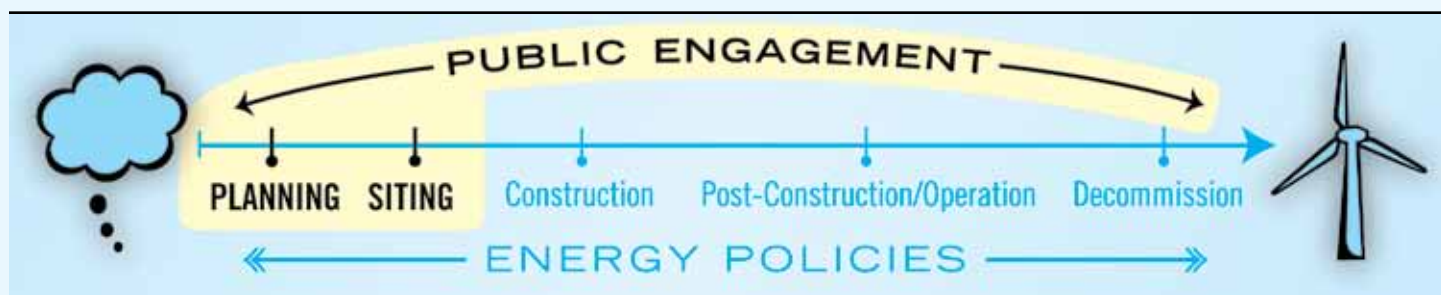 PUBLIC ENGAGEMENT
PLANNING SITING Construction Post-Construction/Operation Decommission
ENERGY POLICIES